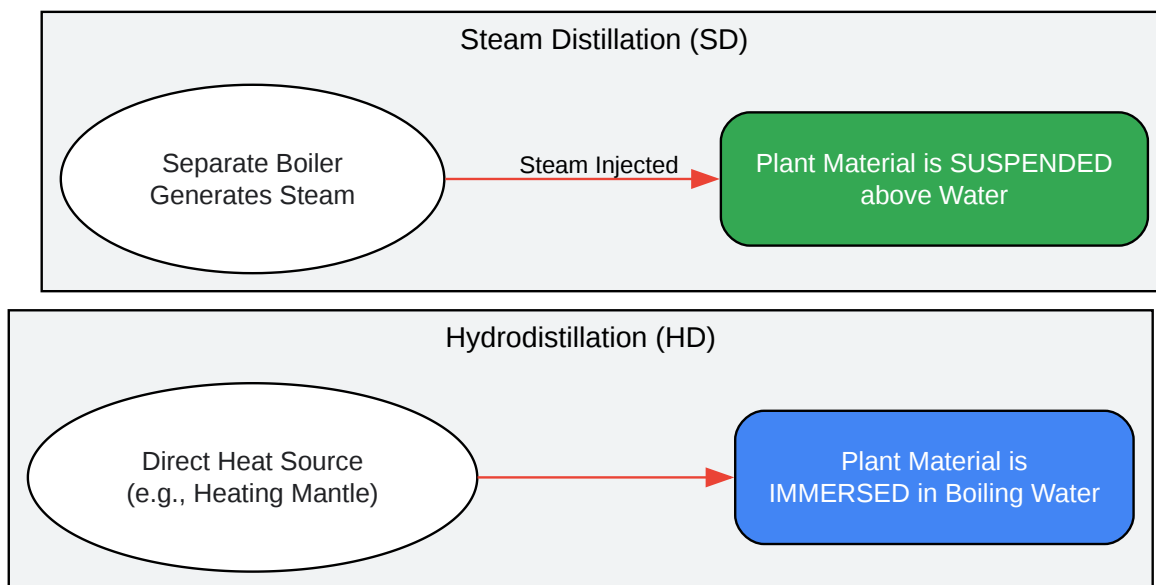 Steam Distillation (SD)
Separate Boiler
Generates Steam
Steam Injected
Plant Material is SUSPENDED
above Water
Hydrodistillation (HD)
Direct Heat Source
(e.g., Heating Mantle)
Plant Material is
IMMERSED in Boiling Water